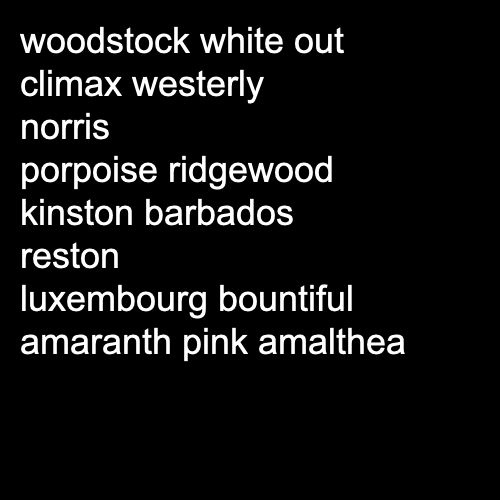 woodstock white out
climax westerly
norris
porpoise ridgewood
kinston barbados
reston
luxembourg bountiful
amaranth pink amalthea